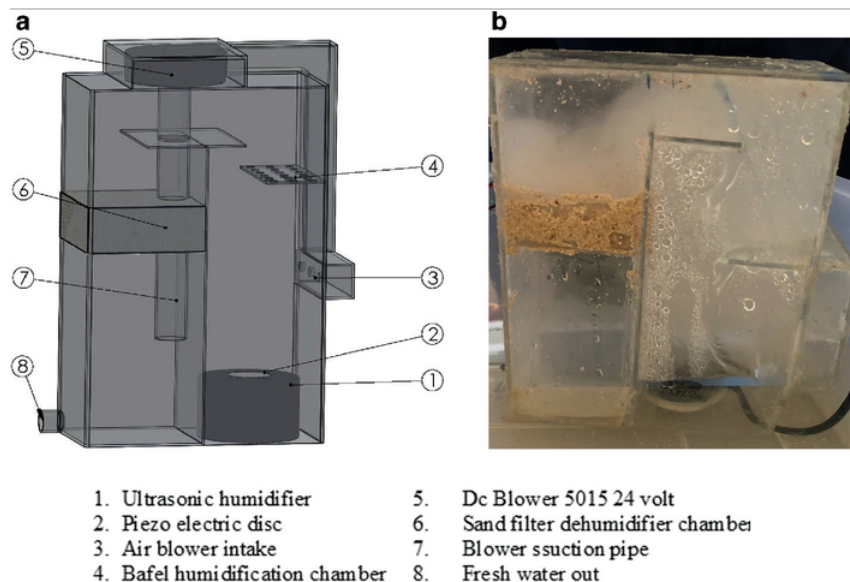 a
b
5
6
7
8
4
3
2
1
1. Ultrasonic humidifier
2. Piezo electric disc
3. Air blower intake
4. Bafel humidification chamber
5. Dc Blower 5015 24 volt
6. Sand filter dehumidifier chamber
7. Blower ssuction pipe
8. Fresh water out